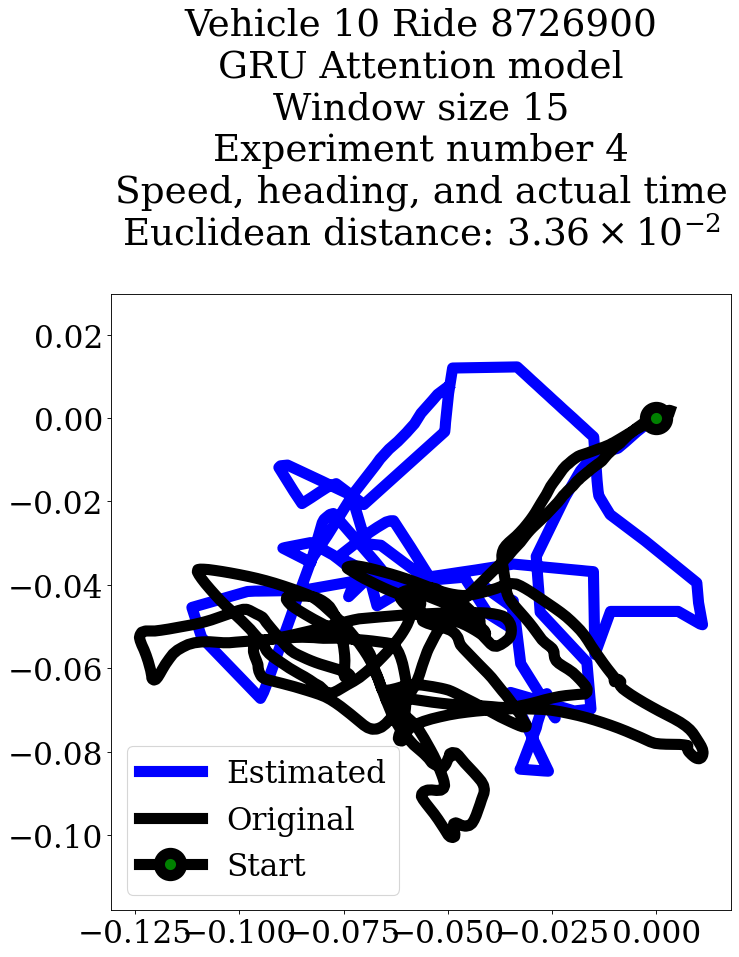 Vehicle 10 Ride 8726900
GRU Attention model
Window size 15
Experiment number 4
Speed, heading, and actual time
Euclidean distance: 3.36 × 10⁻²
0.02
0.00
−0.02
−0.04
−0.06
−0.08
−0.10
Estimated
Original
Start
−0.125 −0.100 −0.075 −0.050 −0.025 0.000